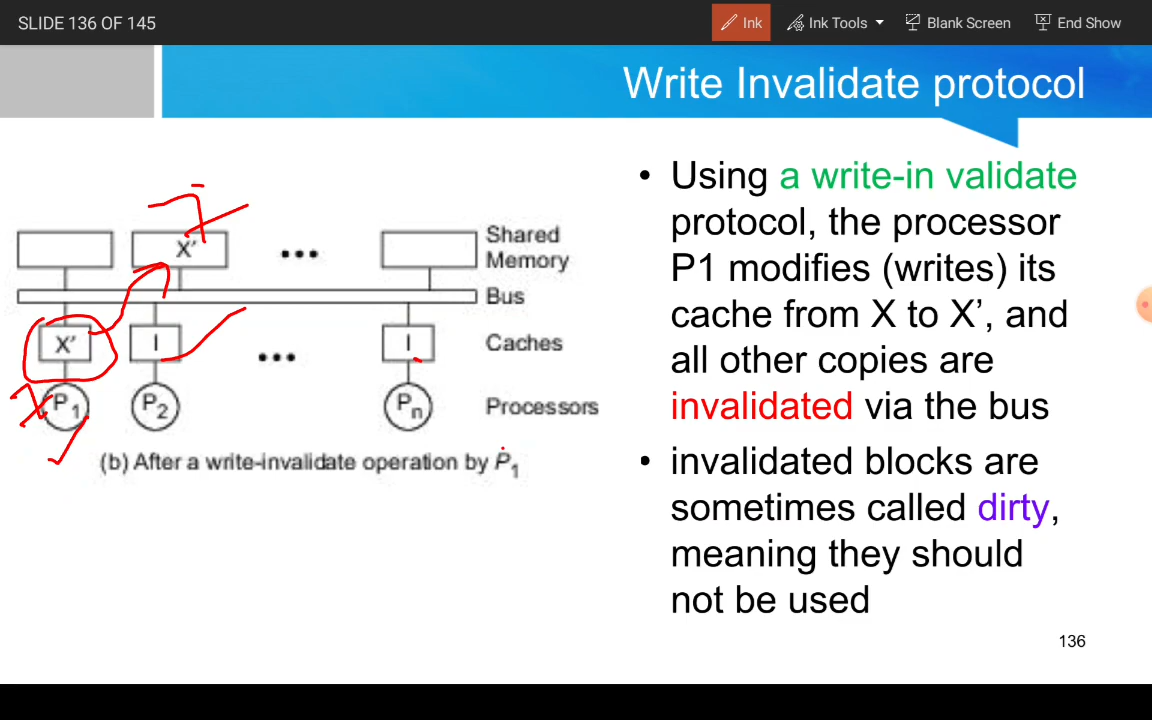 SLIDE 136 OF 145
Ink
Ink Tools
Blank Screen
End Show
Write Invalidate protocol
X'
Shared
Memory
Bus
X'
I
I
Caches
P1
P2
Pn
Processors
(b) After a write-invalidate operation by P1
7
7
• Using a write-in validate
protocol, the processor
P1 modifies (writes) its
cache from X to X’, and
all other copies are
invalidated via the bus
• invalidated blocks are
sometimes called dirty,
meaning they should
not be used
136